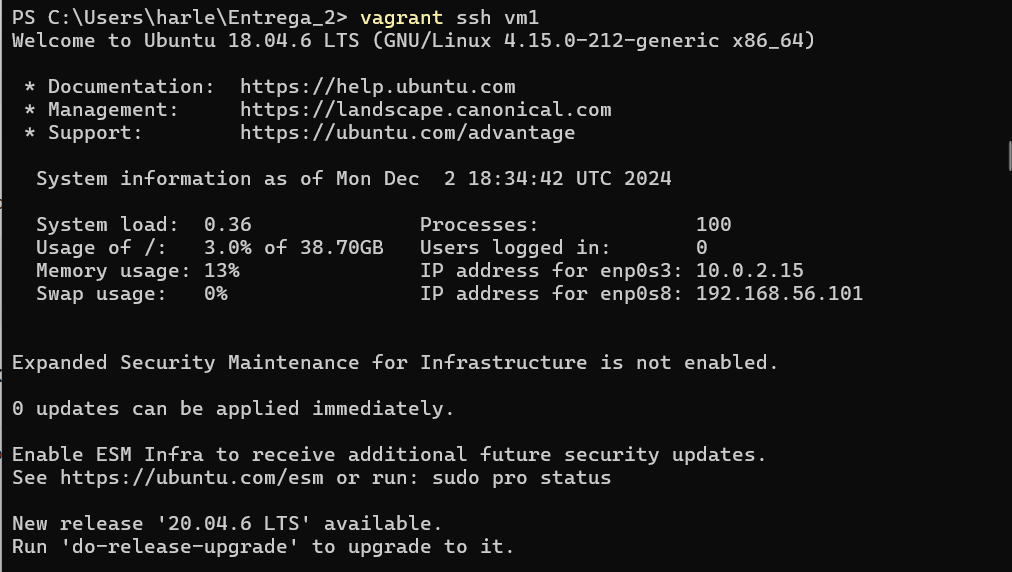 PS C:\Users\harle\Entrega_2> vagrant ssh vm1
Welcome to Ubuntu 18.04.6 LTS (GNU/Linux 4.15.0-212-generic x86_64)

 * Documentation:  https://help.ubuntu.com
 * Management:     https://landscape.canonical.com
 * Support:        https://ubuntu.com/advantage

  System information as of Mon Dec  2 18:34:42 UTC 2024

  System load:  0.36              Processes:             100
  Usage of /:   3.0% of 38.70GB   Users logged in:       0
  Memory usage: 13%               IP address for enp0s3: 10.0.2.15
  Swap usage:   0%                IP address for enp0s8: 192.168.56.101


Expanded Security Maintenance for Infrastructure is not enabled.

0 updates can be applied immediately.

Enable ESM Infra to receive additional future security updates.
See https://ubuntu.com/esm or run: sudo pro status

New release '20.04.6 LTS' available.
Run 'do-release-upgrade' to upgrade to it.